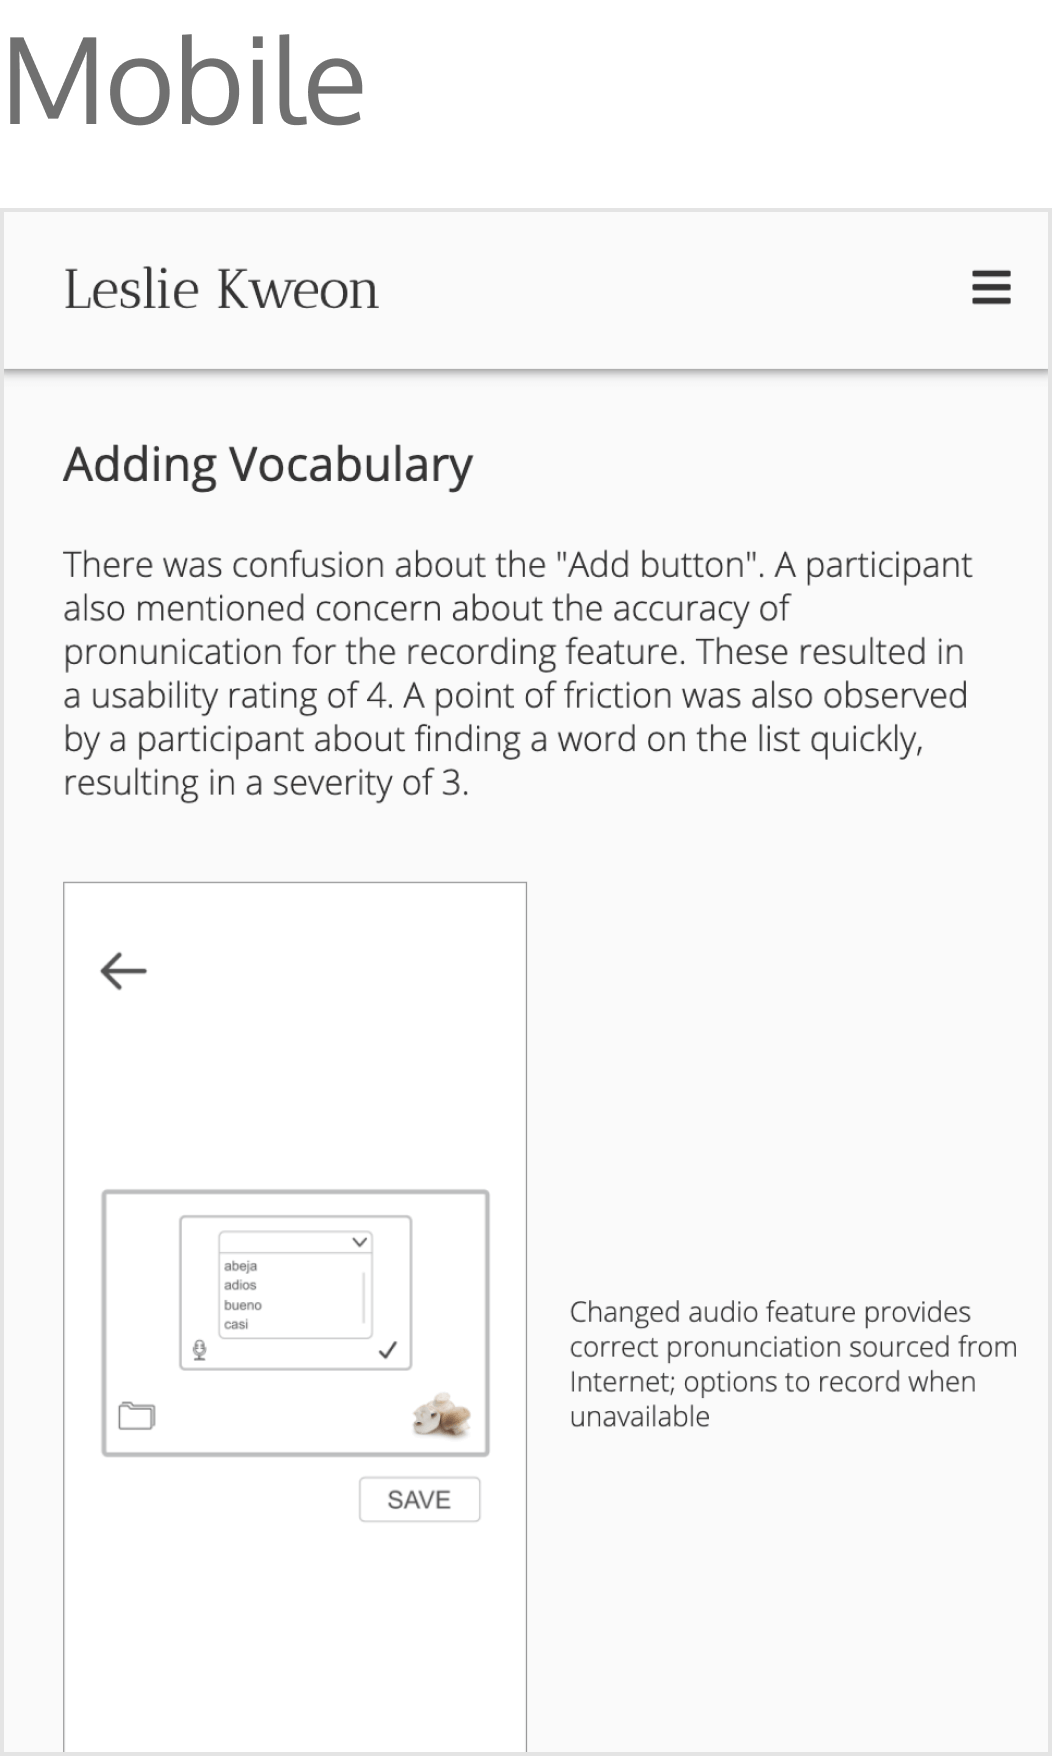 Mobile
Leslie Kweon
Adding Vocabulary
There was confusion about the "Add button". A participant
also mentioned concern about the accuracy of
pronunication for the recording feature. These resulted in
a usability rating of 4. A point of friction was also observed
by a participant about finding a word on the list quickly,
resulting in a severity of 3.
abeja
adios
bueno
casi
SAVE
Changed audio feature provides
correct pronunciation sourced from
Internet; options to record when
unavailable